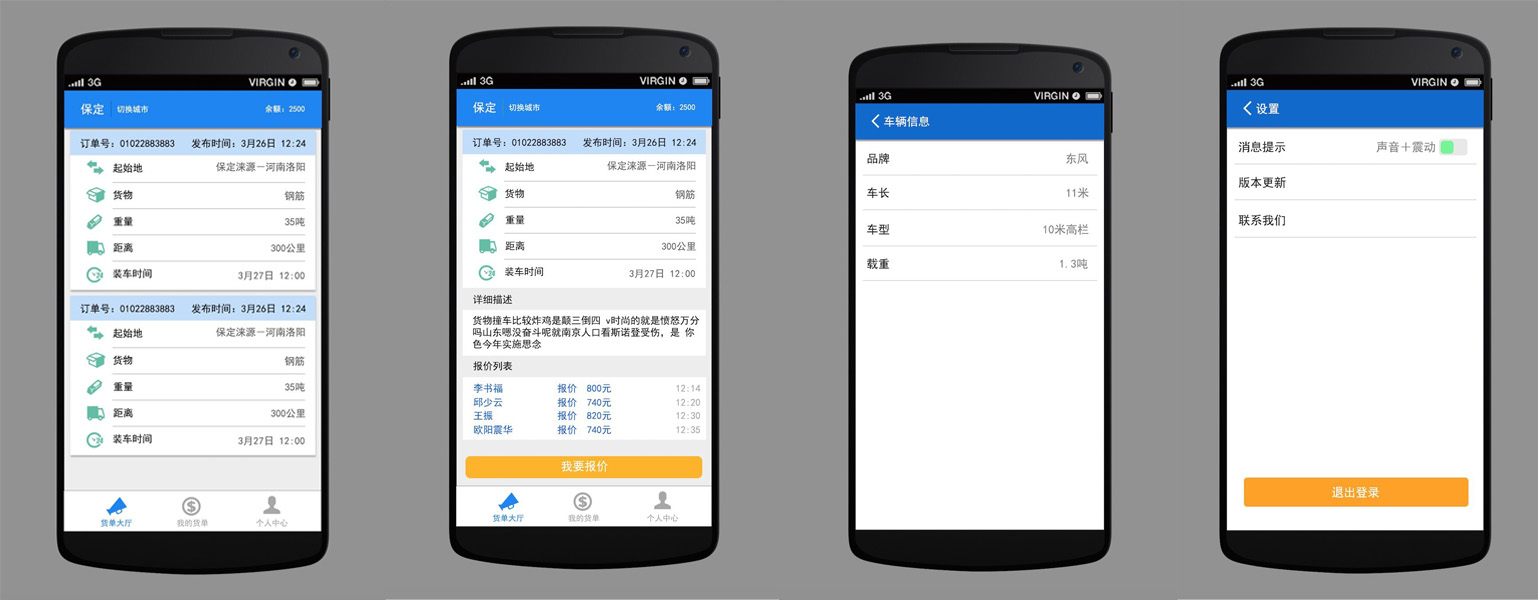 3G VIRGIN
保定 切换城市 余额：2500
订单号：01022883883 发布时间：3月26日 12:24
起始地 保定涞源－河南洛阳
货物 钢筋
重量 35吨
距离 300公里
装车时间 3月27日 12:00
订单号：01022883883 发布时间：3月26日 12:24
起始地 保定涞源－河南洛阳
货物 钢筋
重量 35吨
距离 300公里
装车时间 3月27日 12:00
货单大厅 我的货单 个人中心
3G VIRGIN
保定 切换城市 余额：2500
订单号：01022883883 发布时间：3月26日 12:24
起始地 保定涞源－河南洛阳
货物 钢筋
重量 35吨
距离 300公里
装车时间 3月27日 12:00
详细描述
货物撞车比较炸鸡是颠三倒四 v时尚的就是愤怒万分
吗山东嗯没奋斗呢就南京人口看斯诺登受伤，是 你
色今年实施思念
报价列表
李书福 报价 800元 12:14
邱少云 报价 740元 12:20
王振 报价 820元 12:30
欧阳震华 报价 740元 12:35
我要报价
货单大厅 我的货单 个人中心
3G VIRGIN
车辆信息
品牌 东风
车长 11米
车型 10米高栏
载重 1.3吨
3G VIRGIN
设置
消息提示 声音＋震动
版本更新
联系我们
退出登录